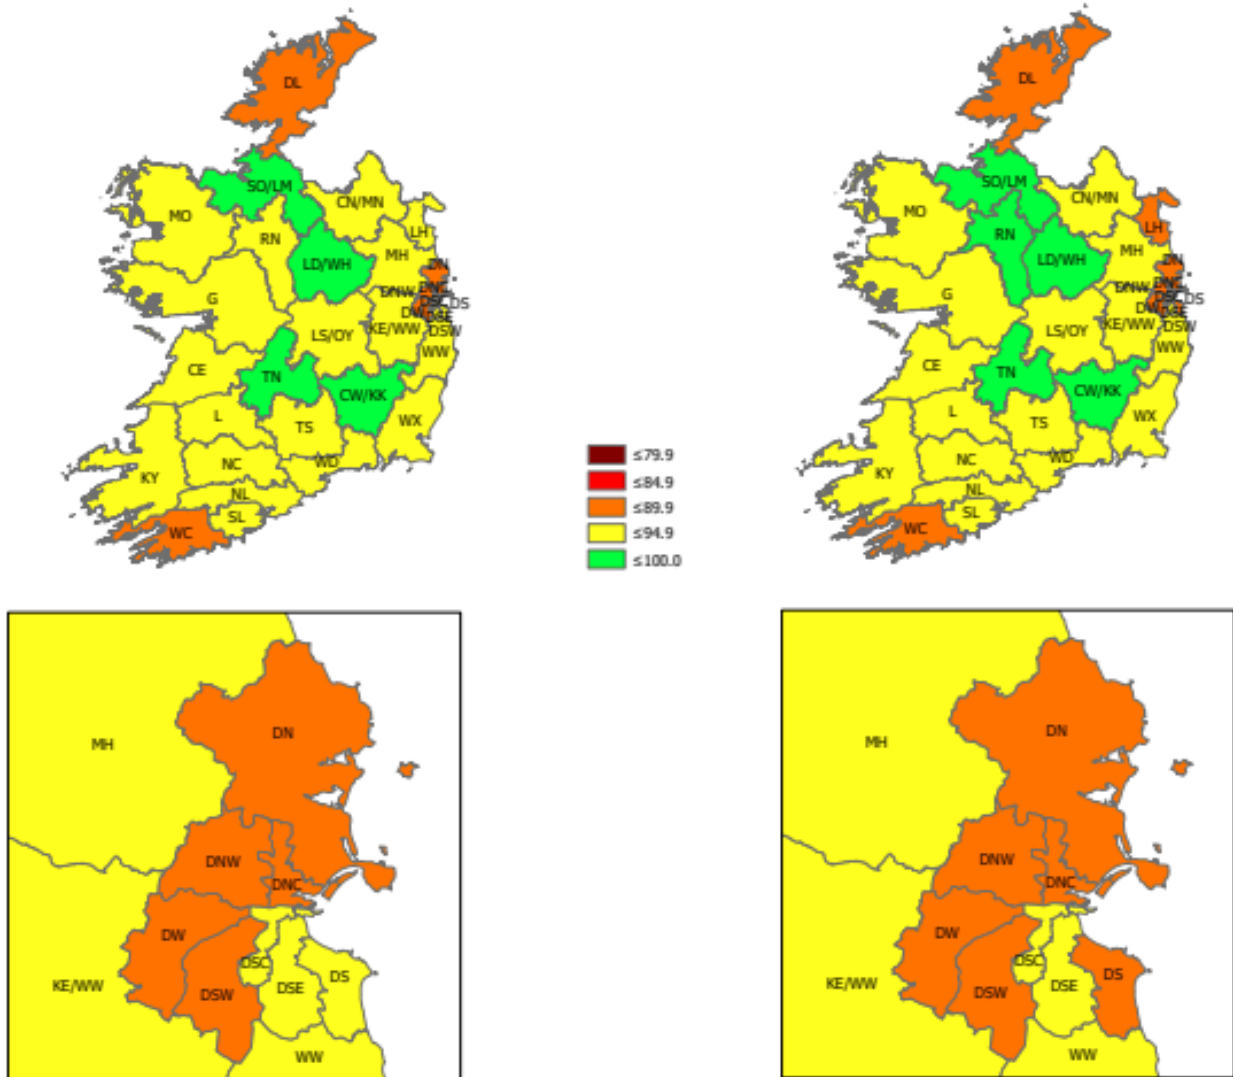 DL
SO/LM
CN/MN
MO
RN
LH
MH
LD/WH
DN
DNC
DNW
DSC
DS
G
DW
DSE
KE/WW
DSW
LS/OY
WW
CE
TN
CW/KK
L
TS
WX
NC
WD
KY
NL
SL
WC
DL
SO/LM
CN/MN
MO
RN
LH
MH
LD/WH
DN
DNC
DNW
DSC
DS
G
DW
DSE
KE/WW
DSW
LS/OY
WW
CE
TN
CW/KK
L
TS
WX
NC
WD
KY
NL
SL
WC
≤79.9
≤84.9
≤89.9
≤94.9
≤100.0
MH
DN
DNW
DNC
DW
DSC
DS
KE/WW
DSE
DSW
WW
MH
DN
DNW
DNC
DW
DSC
DS
KE/WW
DSE
DSW
WW